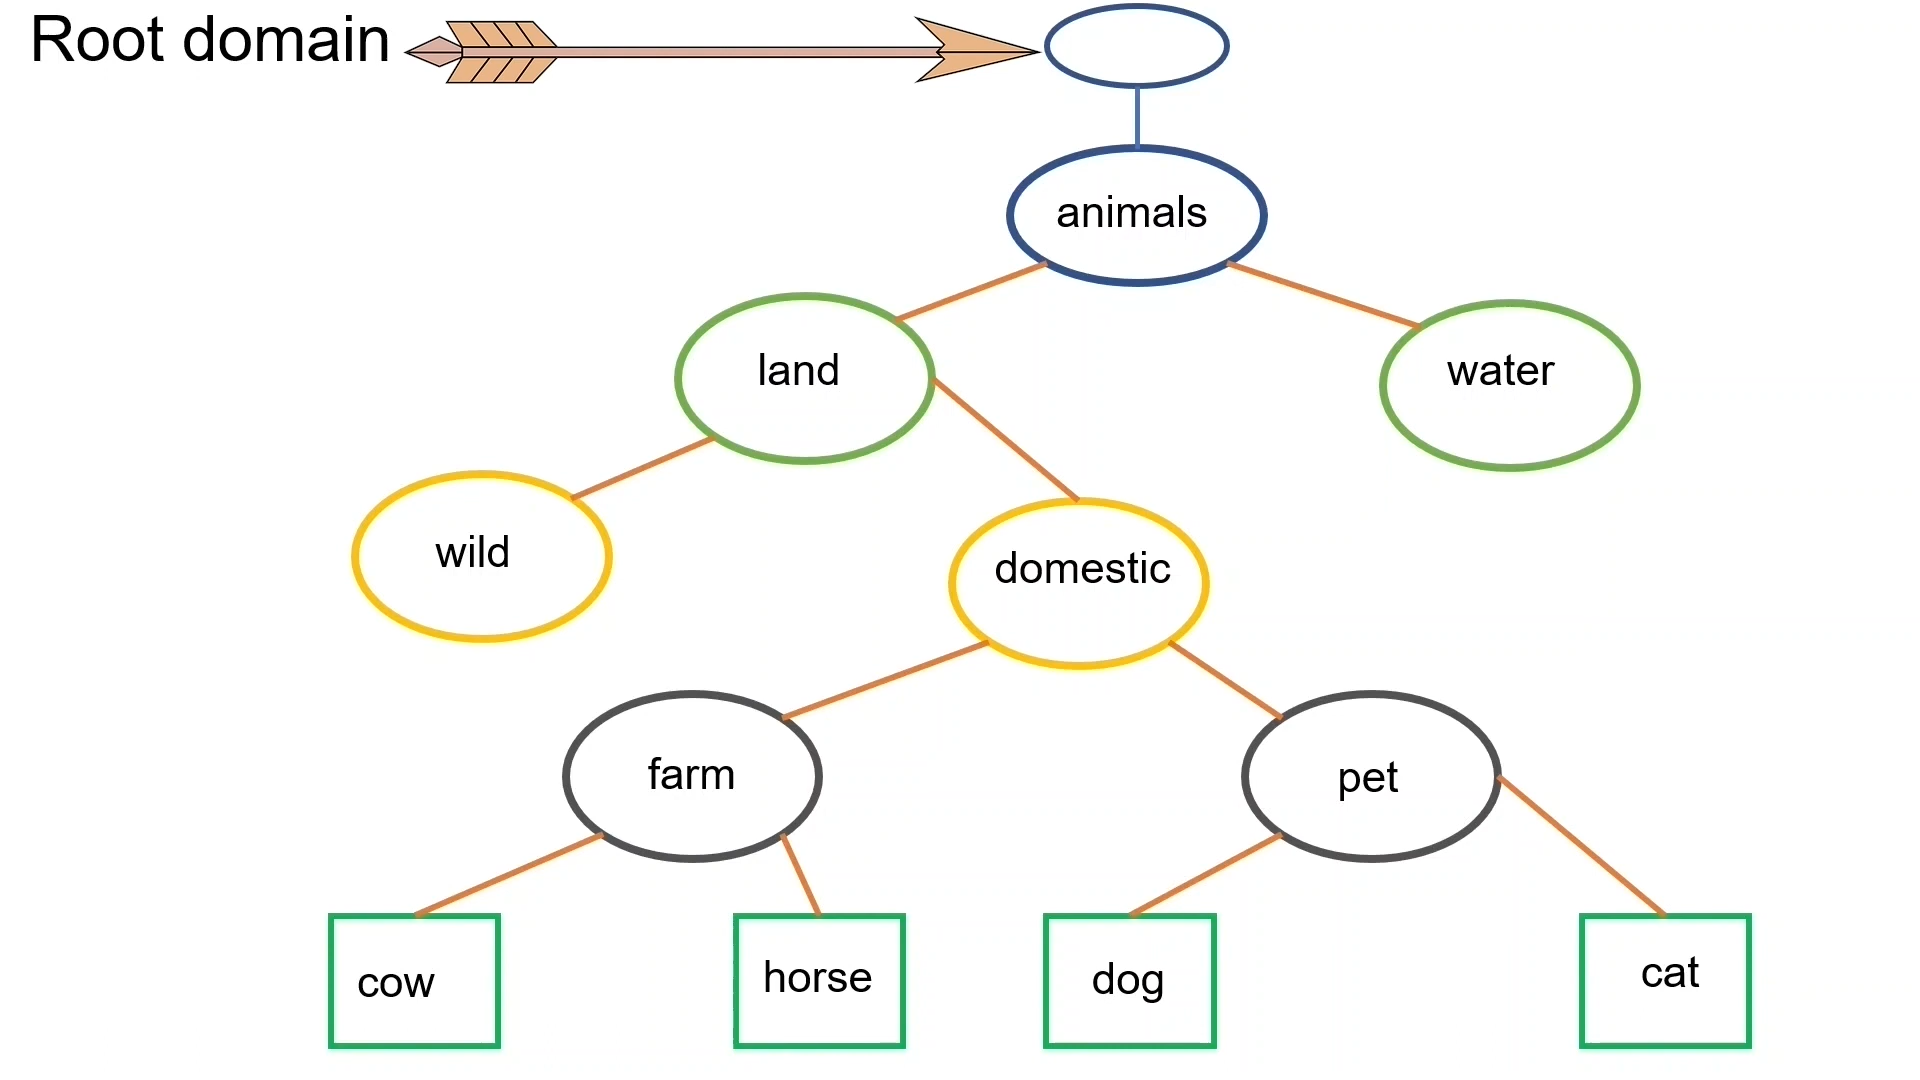 Root domain
animals
land
water
wild
domestic
farm
pet
cow
horse
dog
cat